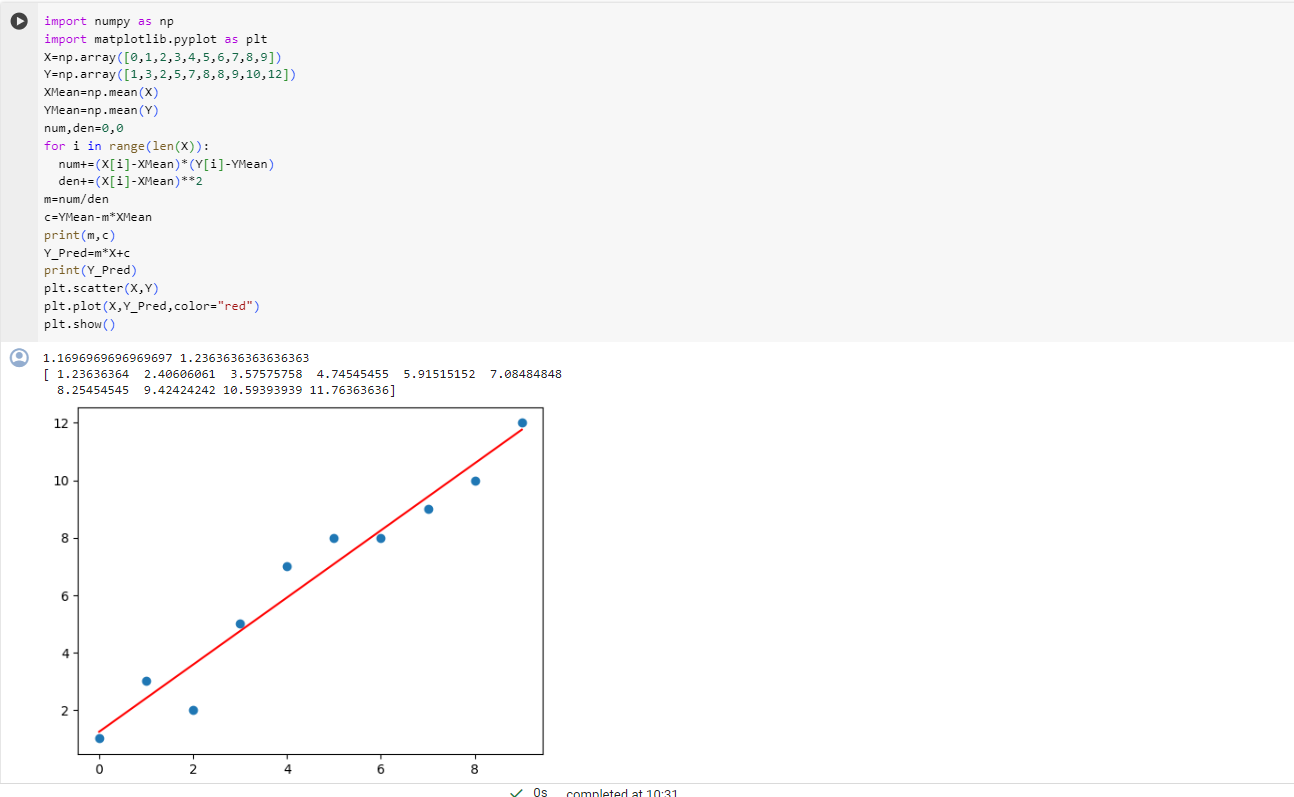 import numpy as np
import matplotlib.pyplot as plt
X=np.array([0,1,2,3,4,5,6,7,8,9])
Y=np.array([1,3,2,5,7,8,8,9,10,12])
XMean=np.mean(X)
YMean=np.mean(Y)
num,den=0,0
for i in range(len(X)):
  num+=(X[i]-XMean)*(Y[i]-YMean)
  den+=(X[i]-XMean)**2
m=num/den
c=YMean-m*XMean
print(m,c)
Y_Pred=m*X+c
print(Y_Pred)
plt.scatter(X,Y)
plt.plot(X,Y_Pred,color="red")
plt.show()
1.1696969696969697 1.2363636363636363
[ 1.23636364  2.40606061  3.57575758  4.74545455  5.91515152  7.08484848
  8.25454545  9.42424242 10.59393939 11.76363636]
12
10
8
6
4
2
0 2 4 6 8
0s completed at 10:31